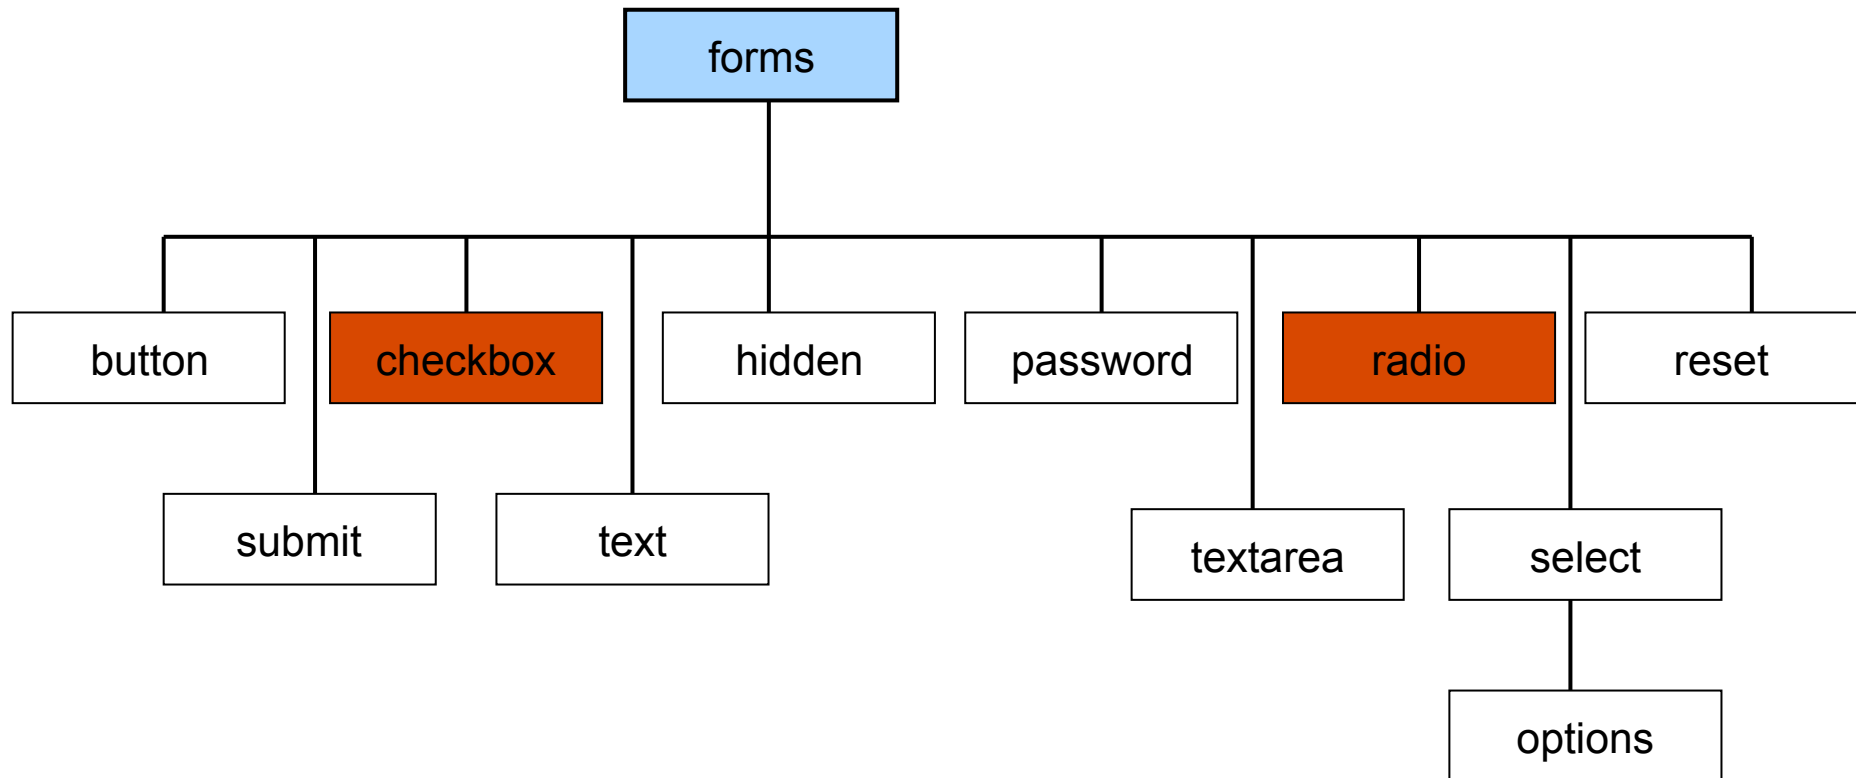 forms
button
checkbox
hidden
password
radio
reset
submit
text
textarea
select
options